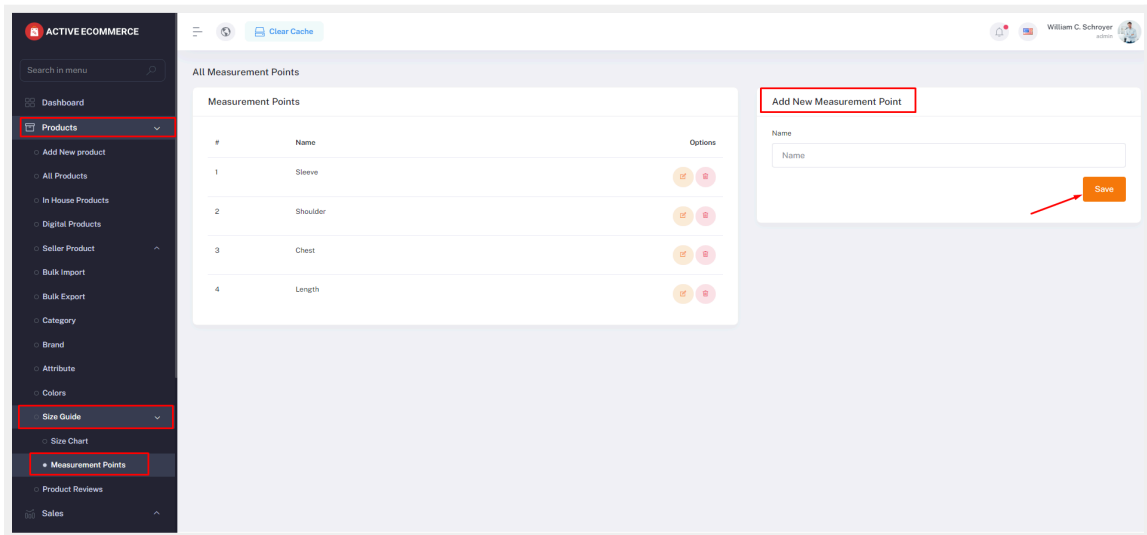 ACTIVE ECOMMERCE
Clear Cache
William C. Schroyer
admin
Search in menu
Dashboard
Products
Add New product
All Products
In House Products
Digital Products
Seller Product
Bulk Import
Bulk Export
Category
Brand
Attribute
Colors
Size Guide
Size Chart
Measurement Points
Product Reviews
Sales
All Measurement Points
Measurement Points
# Name Options
1 Sleeve
2 Shoulder
3 Chest
4 Length
Add New Measurement Point
Name
Name
Save